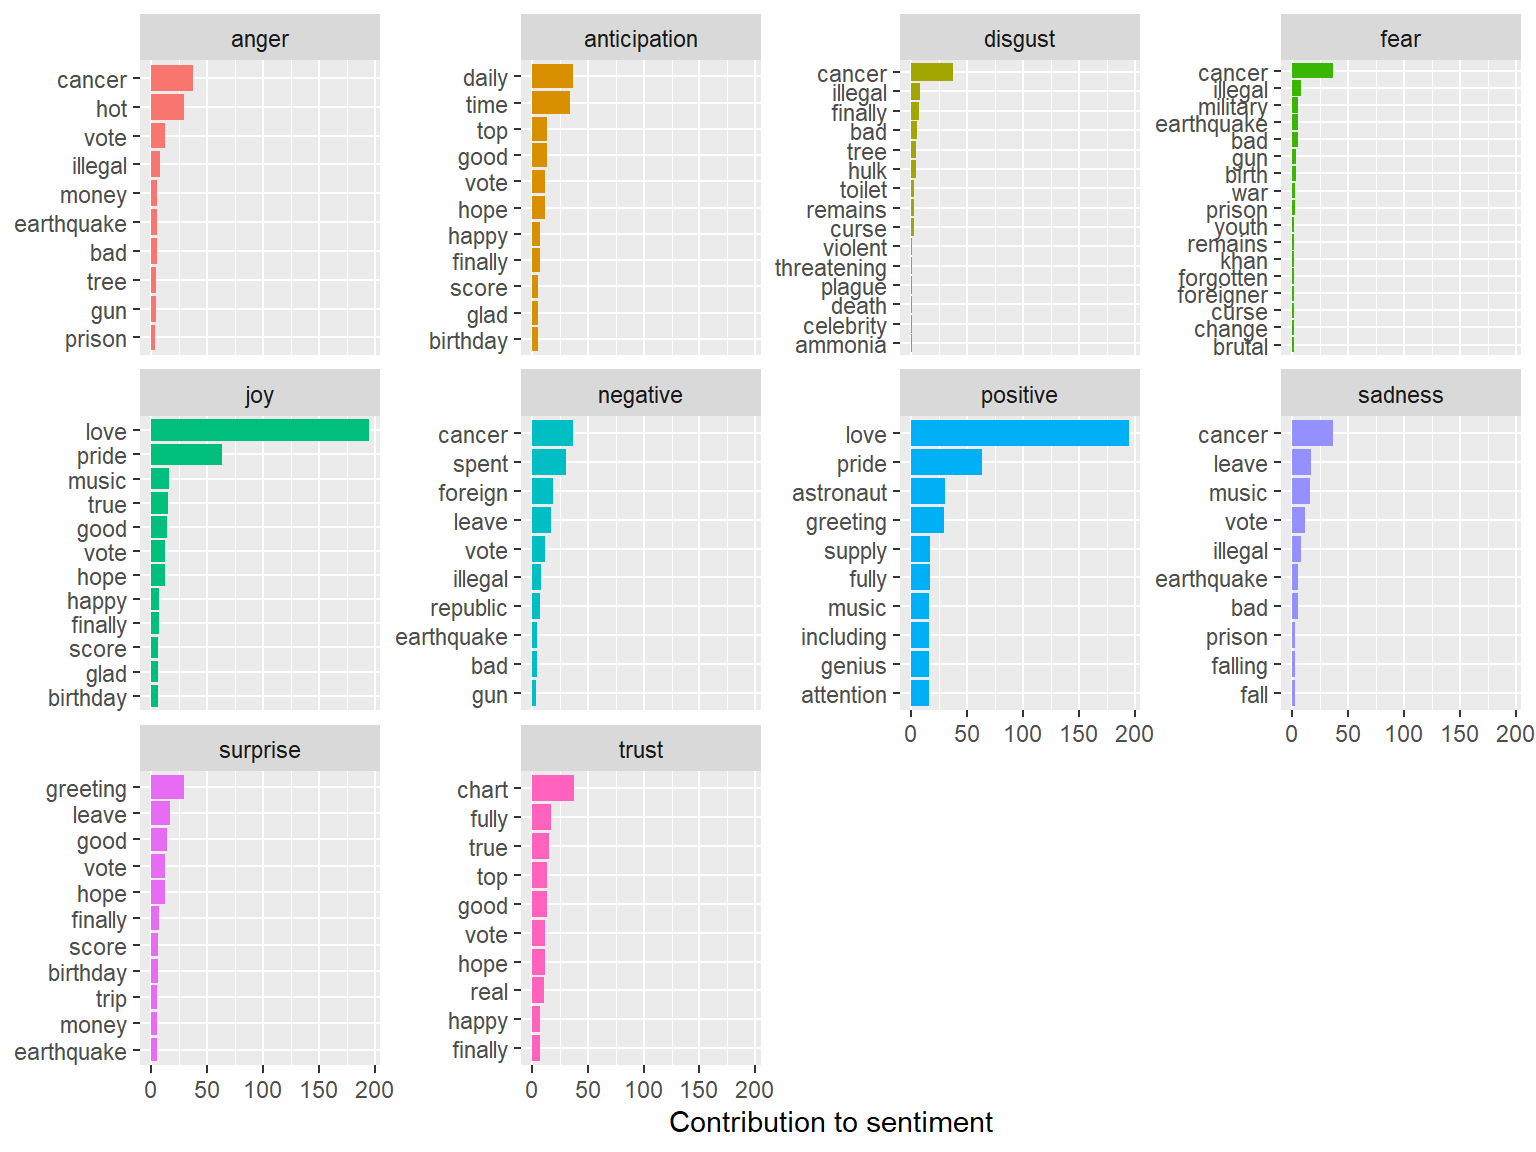 anger
cancer
hot
vote
illegal
money
earthquake
bad
tree
gun
prison
anticipation
daily
time
top
good
vote
hope
happy
finally
score
glad
birthday
disgust
cancer
illegal
finally
bad
tree
hulk
toilet
remains
curse
violent
threatening
plague
death
celebrity
ammonia
fear
cancer
illegal
military
earthquake
bad
gun
birth
war
prison
youth
remains
khan
forgotten
foreigner
curse
change
brutal
joy
love
pride
music
true
good
vote
hope
happy
finally
score
glad
birthday
negative
cancer
spent
foreign
leave
vote
illegal
republic
earthquake
bad
gun
positive
love
pride
astronaut
greeting
supply
fully
music
including
genius
attention
0 50 100 150 200
sadness
cancer
leave
music
vote
illegal
earthquake
bad
prison
falling
fall
0 50 100 150 200
surprise
greeting
leave
good
vote
hope
finally
score
birthday
trip
money
earthquake
0 50 100 150 200
trust
chart
fully
true
top
good
vote
hope
real
happy
finally
0 50 100 150 200
Contribution to sentiment